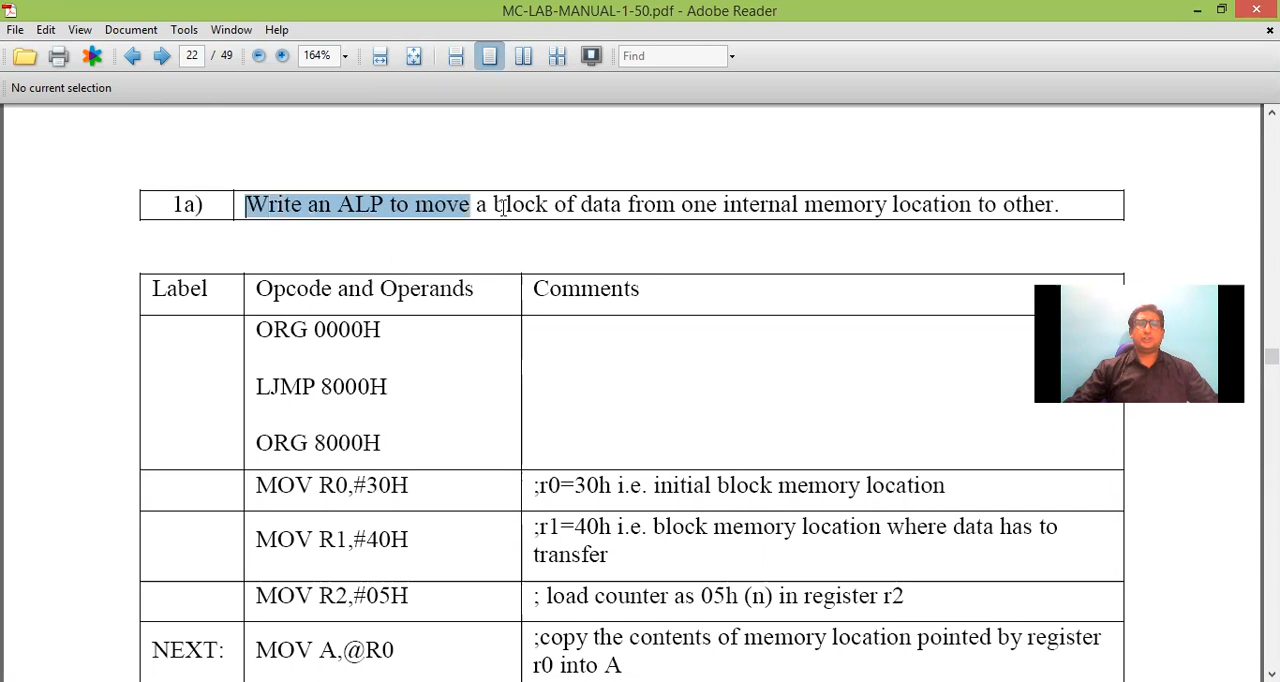 MC-LAB-MANUAL-1-50.pdf - Adobe Reader
File Edit View Document Tools Window Help
22 / 49 164% Find
No current selection
1a) Write an ALP to move a block of data from one internal memory location to other.
Label Opcode and Operands Comments
ORG 0000H
LJMP 8000H
ORG 8000H
MOV R0,#30H ;r0=30h i.e. initial block memory location
MOV R1,#40H ;r1=40h i.e. block memory location where data has to
transfer
MOV R2,#05H ; load counter as 05h (n) in register r2
NEXT: MOV A,@R0 ;copy the contents of memory location pointed by register
r0 into A